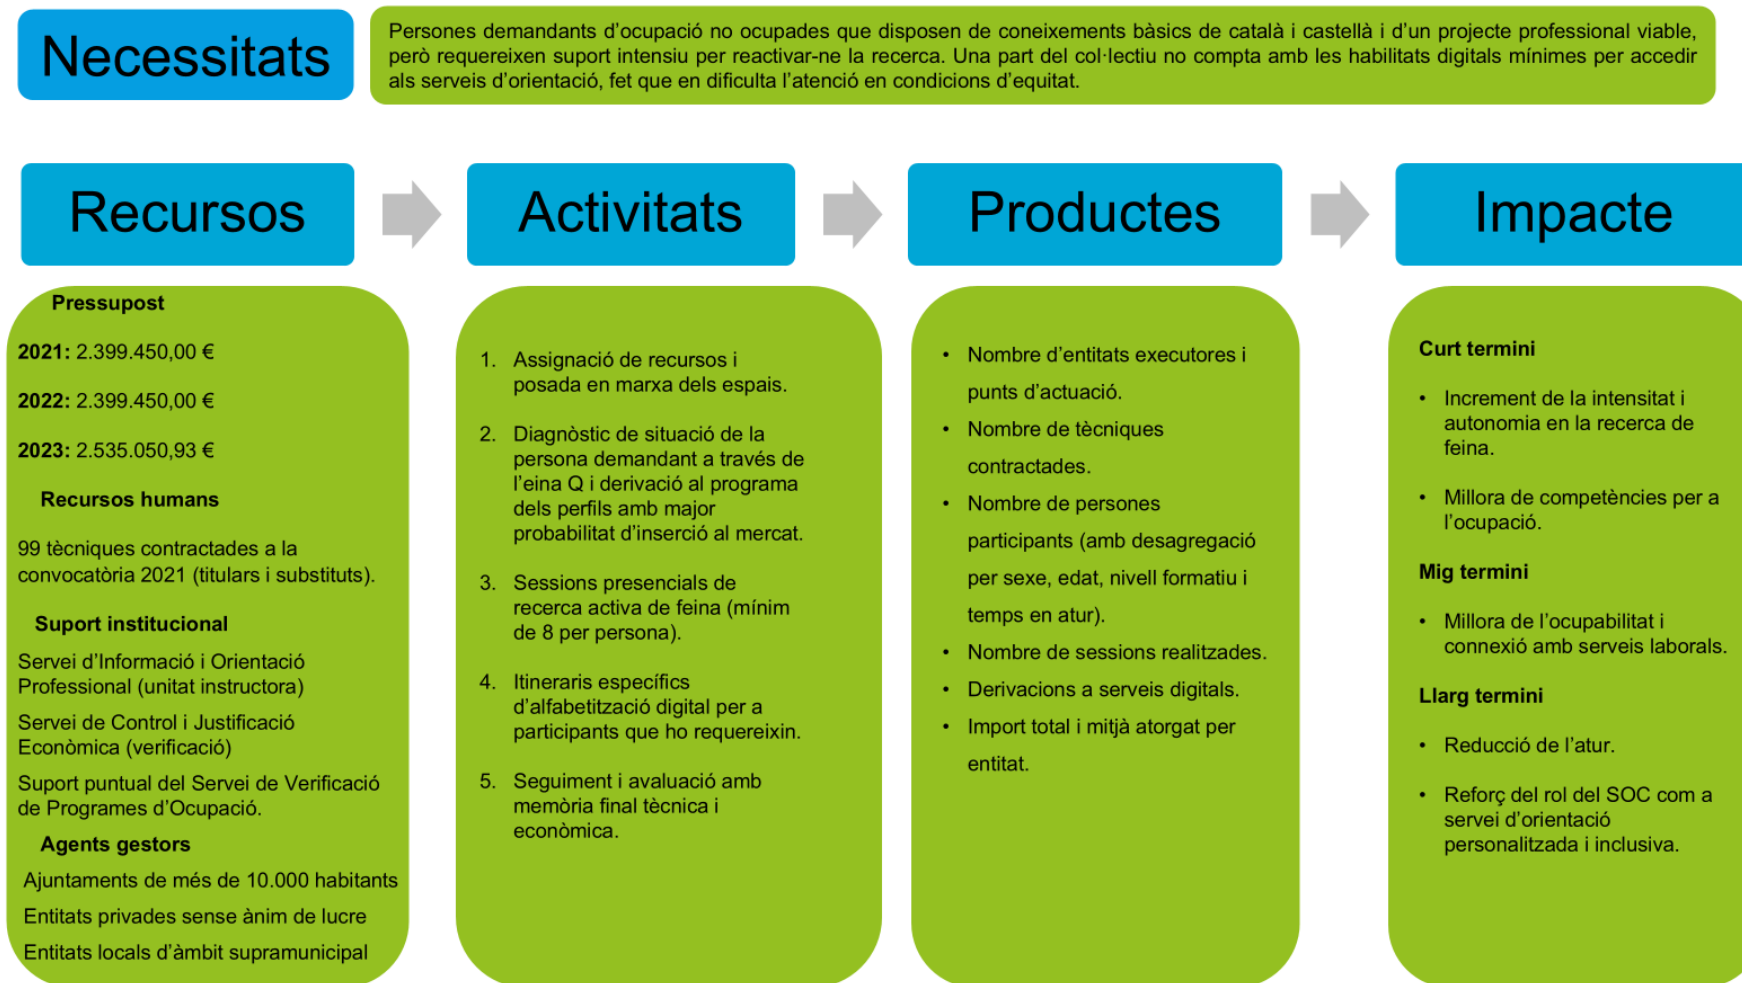 Necessitats
Persones demandants d'ocupació no ocupades que disposen de coneixements bàsics de català i castellà i d'un projecte professional viable,
però requereixen suport intensiu per reactivar-ne la recerca. Una part del col·lectiu no compta amb les habilitats digitals mínimes per accedir
als serveis d'orientació, fet que en dificulta l'atenció en condicions d'equitat.
Recursos
Activitats
Productes
Impacte
Pressupost
2021: 2.399.450,00 €
2022: 2.399.450,00 €
2023: 2.535.050,93 €
Recursos humans
99 tècniques contractades a la
convocatòria 2021 (titulars i substituts).
Suport institucional
Servei d'Informació i Orientació
Professional (unitat instructora)
Servei de Control i Justificació
Econòmica (verificació)
Suport puntual del Servei de Verificació
de Programes d'Ocupació.
Agents gestors
Ajuntaments de més de 10.000 habitants
Entitats privades sense ànim de lucre
Entitats locals d'àmbit supramunicipal
1. Assignació de recursos i
posada en marxa dels espais.
2. Diagnòstic de situació de la
persona demandant a través de
l'eina Q i derivació al programa
dels perfils amb major
probabilitat d'inserció al mercat.
3. Sessions presencials de
recerca activa de feina (mínim
de 8 per persona).
4. Itineraris específics
d'alfabetització digital per a
participants que ho requereixin.
5. Seguiment i avaluació amb
memòria final tècnica i
econòmica.
• Nombre d'entitats executores i
punts d'actuació.
• Nombre de tècniques
contractades.
• Nombre de persones
participants (amb desagregació
per sexe, edat, nivell formatiu i
temps en atur).
• Nombre de sessions realitzades.
• Derivacions a serveis digitals.
• Import total i mitjà atorgat per
entitat.
Curt termini
• Increment de la intensitat i
autonomia en la recerca de
feina.
• Millora de competències per a
l'ocupació.
Mig termini
• Millora de l'ocupabilitat i
connexió amb serveis laborals.
Llarg termini
• Reducció de l'atur.
• Reforç del rol del SOC com a
servei d'orientació
personalitzada i inclusiva.